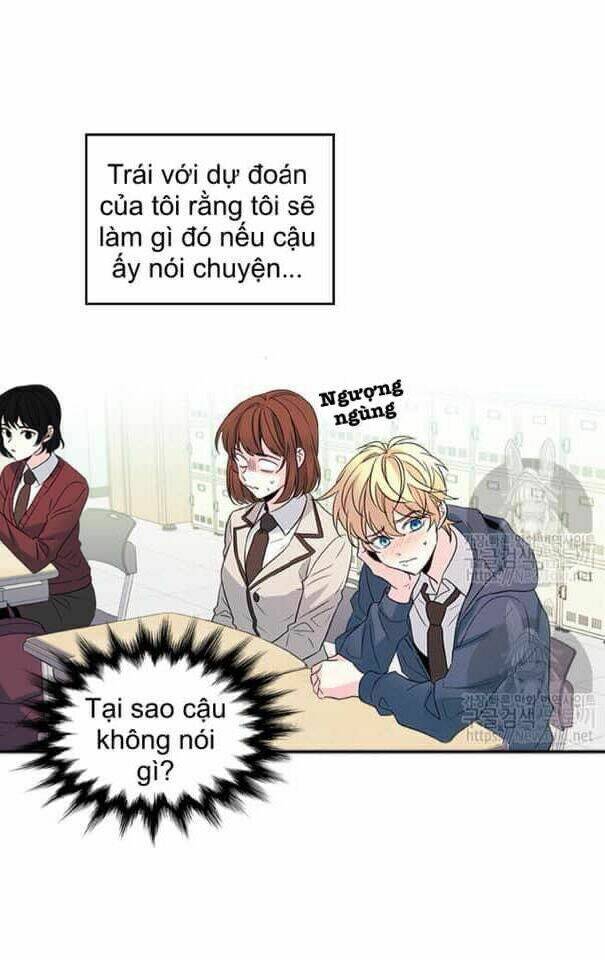 Trái với dự đoán
của tôi rằng tôi sẽ
làm gì đó nếu cậu
ấy nói chuyện...
Ngượng
ngùng
Tại sao cậu
không nói
gì?